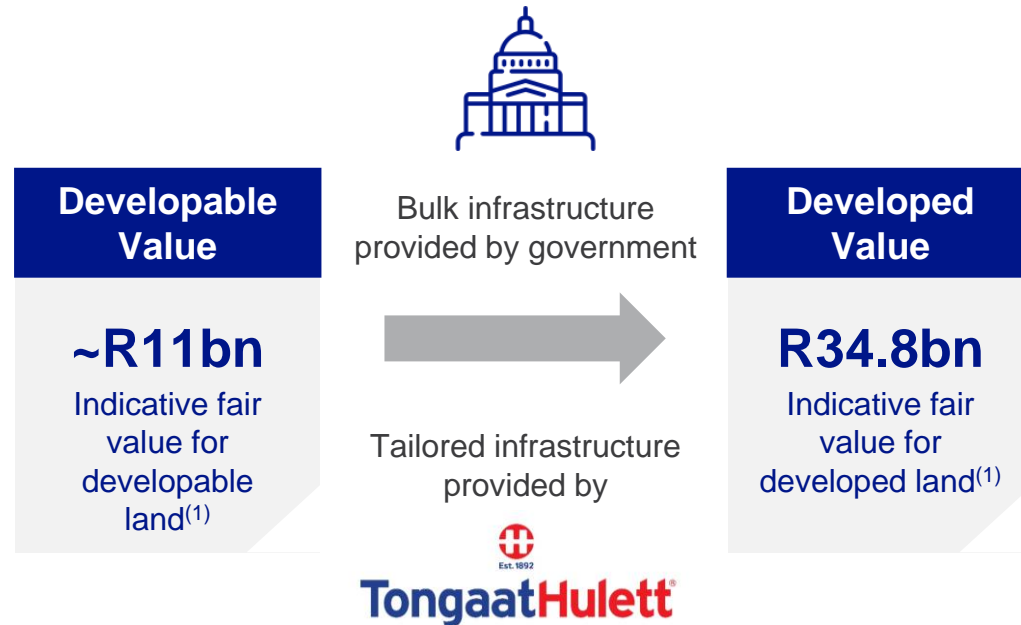 Developable
Value
~R11bn
Indicative fair
value for
developable
land(1)
Bulk infrastructure
provided by government
Tailored infrastructure
provided by
Est. 1892
TongaatHulett®
Developed
Value
R34.8bn
Indicative fair
value for
developed land(1)